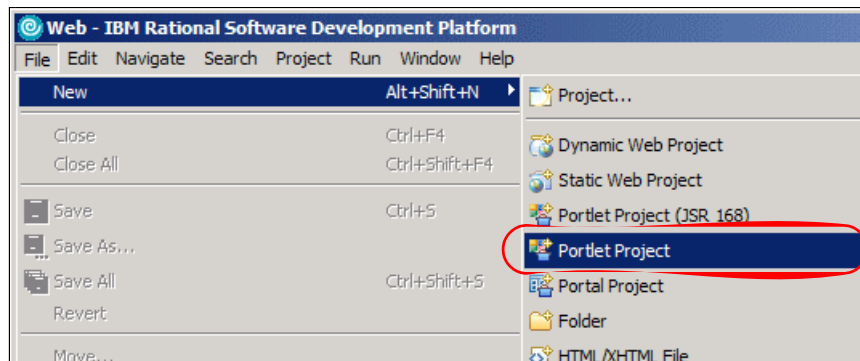 Web - IBM Rational Software Development Platform
File Edit Navigate Search Project Run Window Help
New Alt+Shift+N
Close Ctrl+F4
Close All Ctrl+Shift+F4
Save Ctrl+S
Save As...
Save All Ctrl+Shift+S
Revert
Move...
Project...
Dynamic Web Project
Static Web Project
Portlet Project (JSR 168)
Portlet Project
Portal Project
Folder
HTML/XHTML File